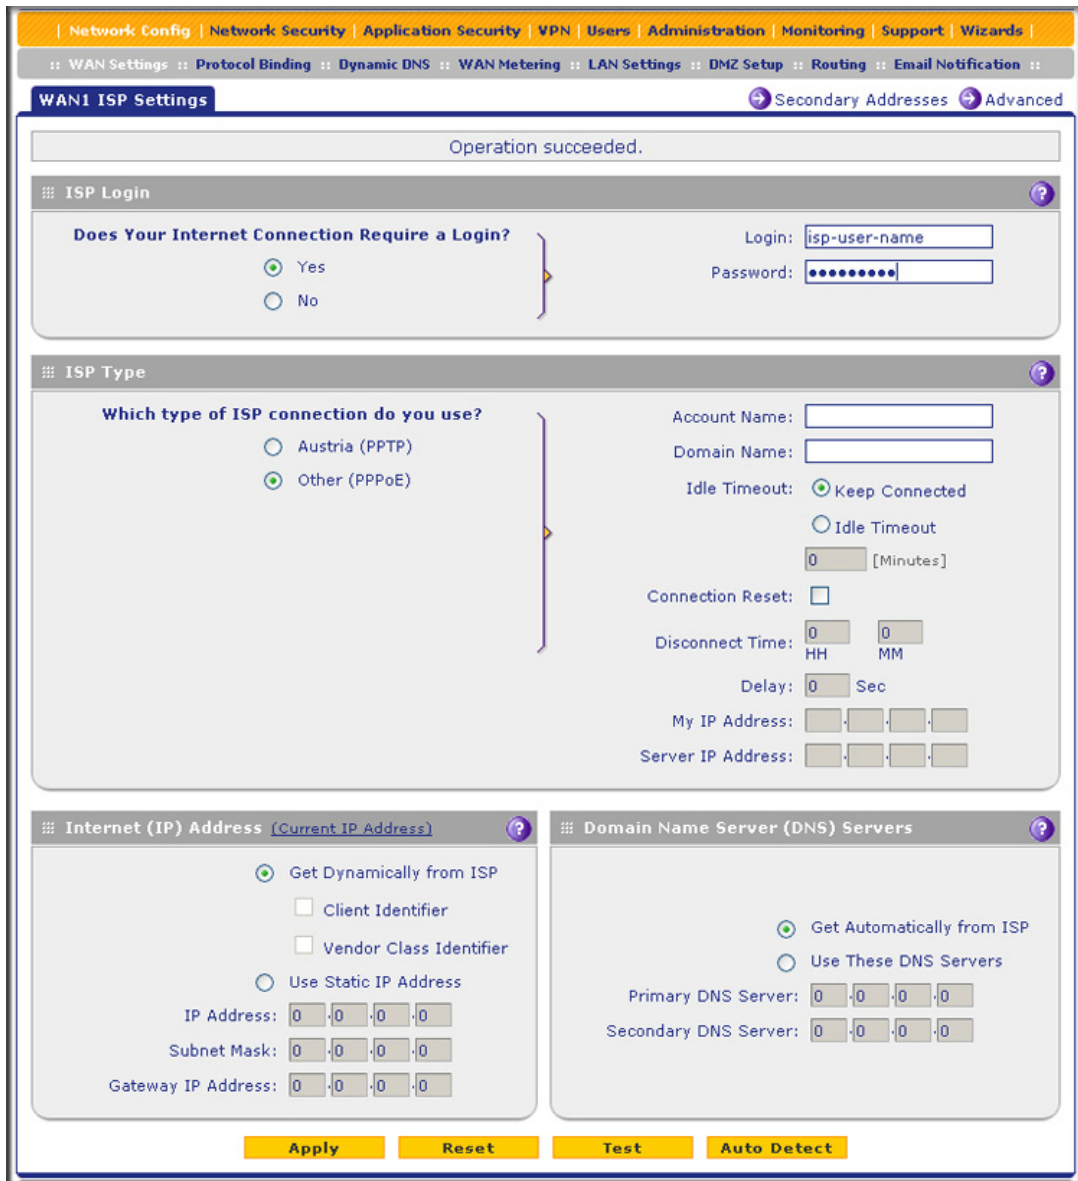 | Network Config | Network Security | Application Security | VPN | Users | Administration | Monitoring | Support | Wizards |
:: WAN Settings :: Protocol Binding :: Dynamic DNS :: WAN Metering :: LAN Settings :: DMZ Setup :: Routing :: Email Notification ::
WAN1 ISP Settings Secondary Addresses Advanced
Operation succeeded.
ISP Login ?
Does Your Internet Connection Require a Login?
Yes
No
Login: isp-user-name
Password: •••••••••
ISP Type ?
Which type of ISP connection do you use?
Austria (PPTP)
Other (PPPoE)
Account Name:
Domain Name:
Idle Timeout: Keep Connected
Idle Timeout
0 [Minutes]
Connection Reset:
Disconnect Time: 0 0
HH MM
Delay: 0 Sec
My IP Address: . . .
Server IP Address: . . .
Internet (IP) Address (Current IP Address) ?
Get Dynamically from ISP
Client Identifier
Vendor Class Identifier
Use Static IP Address
IP Address: 0 .0 .0 .0
Subnet Mask: 0 .0 .0 .0
Gateway IP Address: 0 .0 .0 .0
Domain Name Server (DNS) Servers ?
Get Automatically from ISP
Use These DNS Servers
Primary DNS Server: 0 .0 .0 .0
Secondary DNS Server: 0 .0 .0 .0
Apply Reset Test Auto Detect